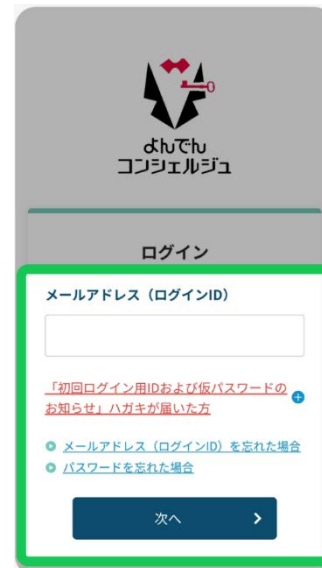 よんでん
コンシェルジュ
ログイン
メールアドレス（ログインID）
「初回ログイン用IDおよび仮パスワードの
お知らせ」ハガキが届いた方
メールアドレス（ログインID）を忘れた場合
パスワードを忘れた場合
次へ